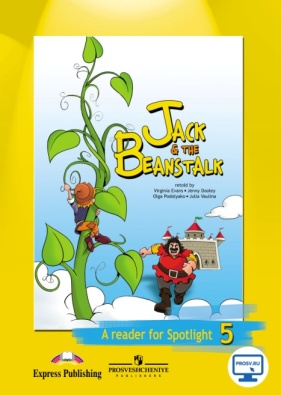 JACK
& THE
BEANSTALK
retold by
Virginia Evans - Jenny Dooley
Olga Podolyako - Julia Vaulina
A reader for Spotlight 5
Express Publishing
PROSVESHCHENIYE
PUBLISHERS
PROSV.RU